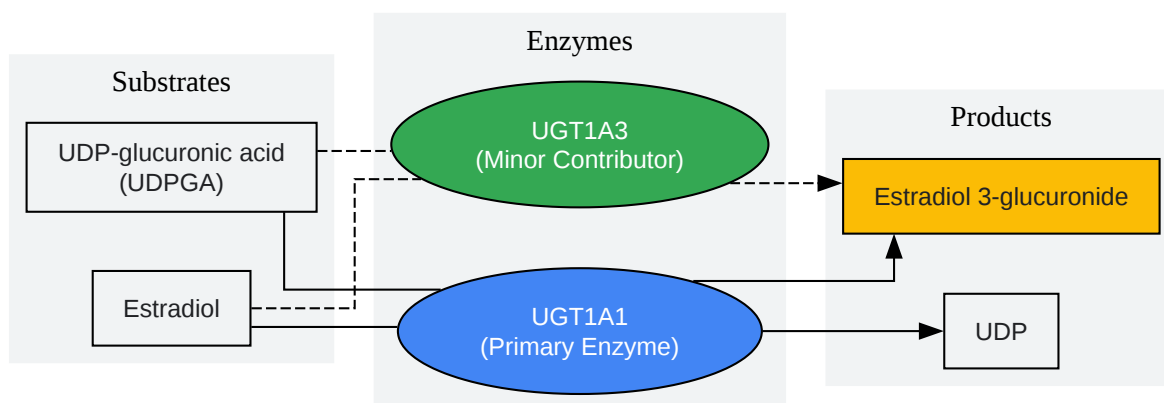 Substrates
UDP-glucuronic acid
(UDPGA)
Estradiol
Enzymes
UGT1A3
(Minor Contributor)
UGT1A1
(Primary Enzyme)
Products
Estradiol 3-glucuronide
UDP